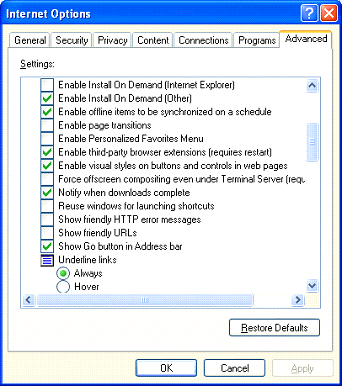 Internet Options
General Security Privacy Content Connections Programs Advanced
Settings:
Enable Install On Demand (Internet Explorer)
Enable Install On Demand (Other)
Enable offline items to be synchronized on a schedule
Enable page transitions
Enable Personalized Favorites Menu
Enable third-party browser extensions (requires restart)
Enable visual styles on buttons and controls in web pages
Force offscreen compositing even under Terminal Server (requ
Notify when downloads complete
Reuse windows for launching shortcuts
Show friendly HTTP error messages
Show friendly URLs
Show Go button in Address bar
Underline links
Always
Hover
Restore Defaults
OK Cancel Apply